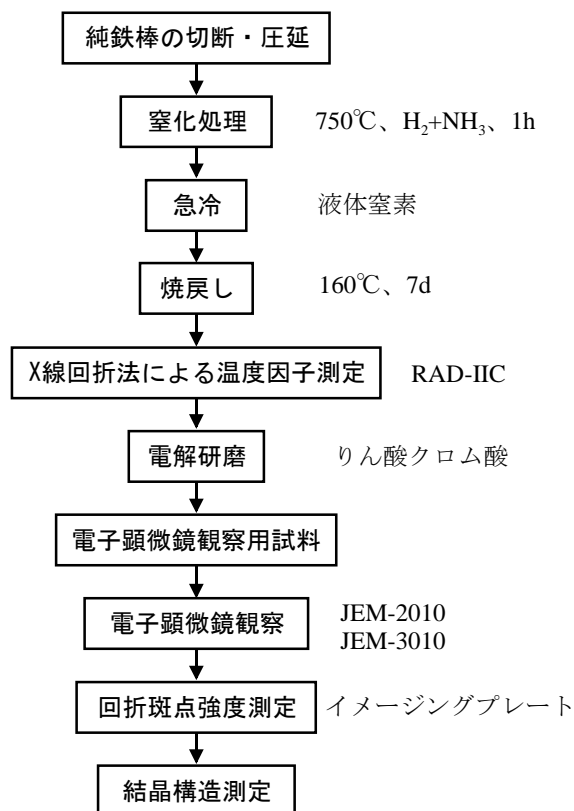 純鉄棒の切断・圧延
窒化処理 750℃、H₂+NH₃、1h
急冷 液体窒素
焼戻し 160℃、7d
X線回折法による温度因子測定 RAD-IIC
電解研磨 りん酸クロム酸
電子顕微鏡観察用試料
電子顕微鏡観察 JEM-2010
JEM-3010
回折斑点強度測定 イメージングプレート
結晶構造測定